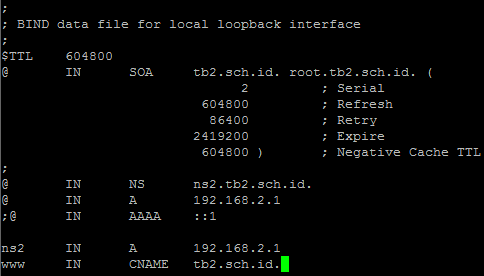 ;
; BIND data file for local loopback interface
;
$TTL    604800
@       IN      SOA     tb2.sch.id. root.tb2.sch.id. (
                              2         ; Serial
                         604800         ; Refresh
                          86400         ; Retry
                        2419200         ; Expire
                         604800 )       ; Negative Cache TTL
;
@       IN      NS      ns2.tb2.sch.id.
@       IN      A       192.168.2.1
;@      IN      AAAA    ::1

ns2     IN      A       192.168.2.1
www     IN      CNAME   tb2.sch.id.